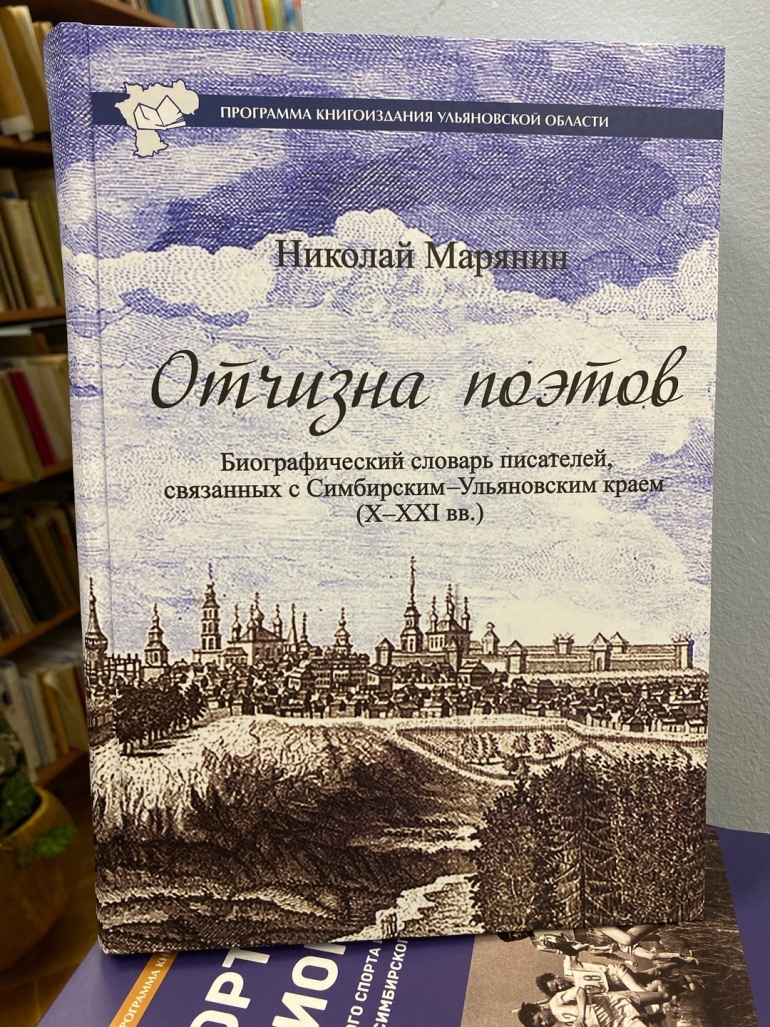 ПРОГРАММА КНИГОИЗДАНИЯ УЛЬЯНОВСКОЙ ОБЛАСТИ
Николай Марянин
Отчизна поэтов
Биографический словарь писателей,
связанных с Симбирским–Ульяновским краем
(X–XXI вв.)